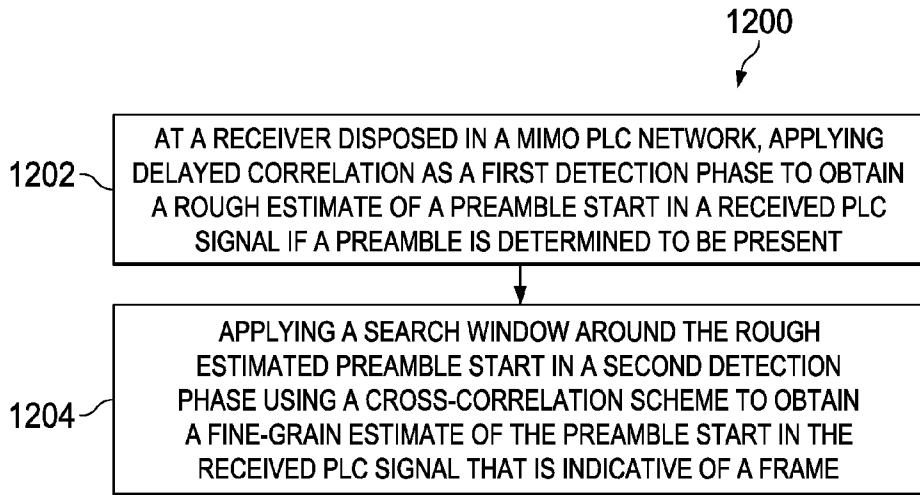 1200
1202
AT A RECEIVER DISPOSED IN A MIMO PLC NETWORK, APPLYING
DELAYED CORRELATION AS A FIRST DETECTION PHASE TO OBTAIN
A ROUGH ESTIMATE OF A PREAMBLE START IN A RECEIVED PLC
SIGNAL IF A PREAMBLE IS DETERMINED TO BE PRESENT
1204
APPLYING A SEARCH WINDOW AROUND THE ROUGH
ESTIMATED PREAMBLE START IN A SECOND DETECTION
PHASE USING A CROSS-CORRELATION SCHEME TO OBTAIN
A FINE-GRAIN ESTIMATE OF THE PREAMBLE START IN THE
RECEIVED PLC SIGNAL THAT IS INDICATIVE OF A FRAME